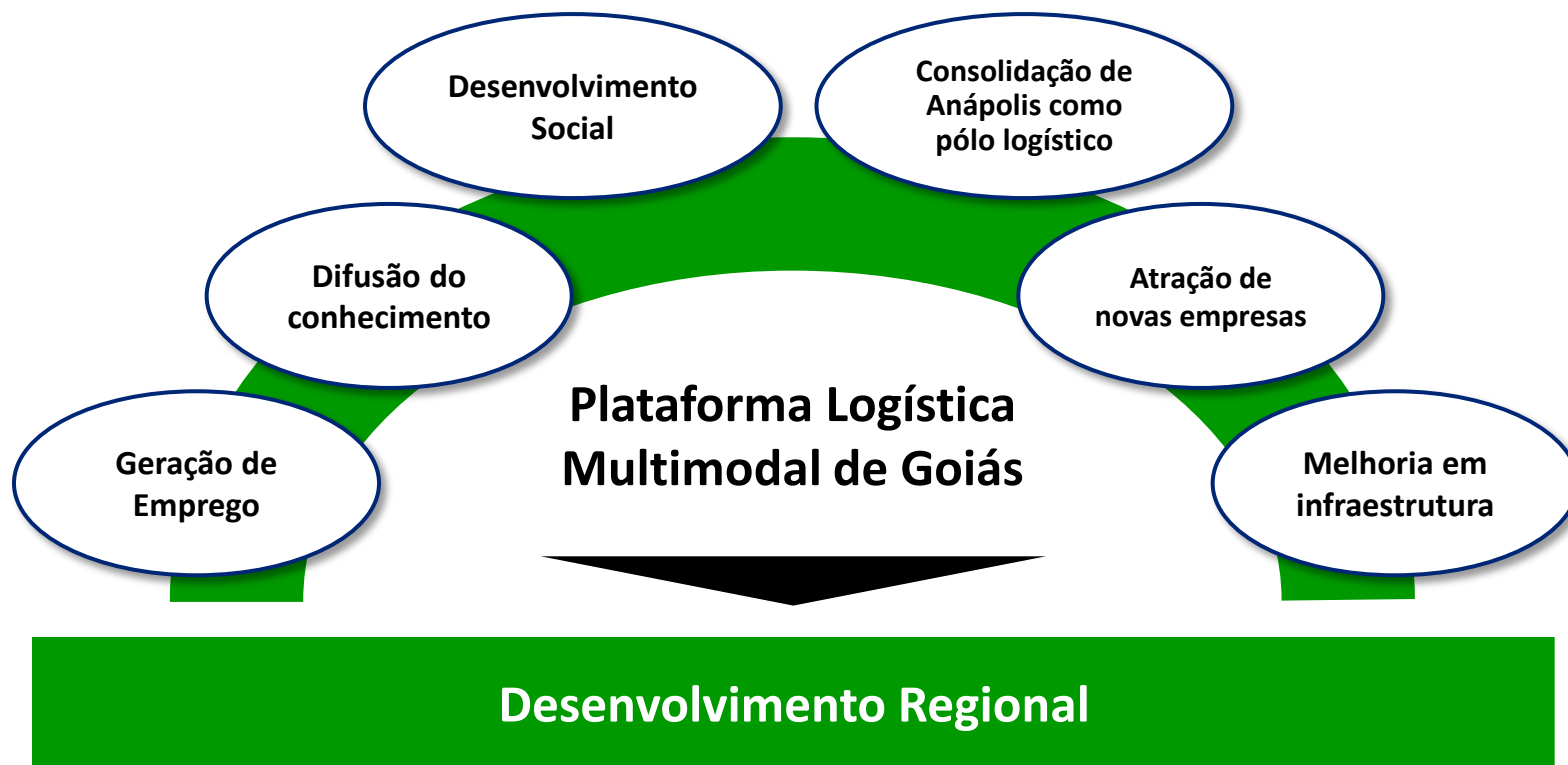 Desenvolvimento
Social
Consolidação de
Anápolis como
pólo logístico
Difusão do
conhecimento
Atração de
novas empresas
Plataforma Logística
Multimodal de Goiás
Geração de
Emprego
Melhoria em
infraestrutura
Desenvolvimento Regional